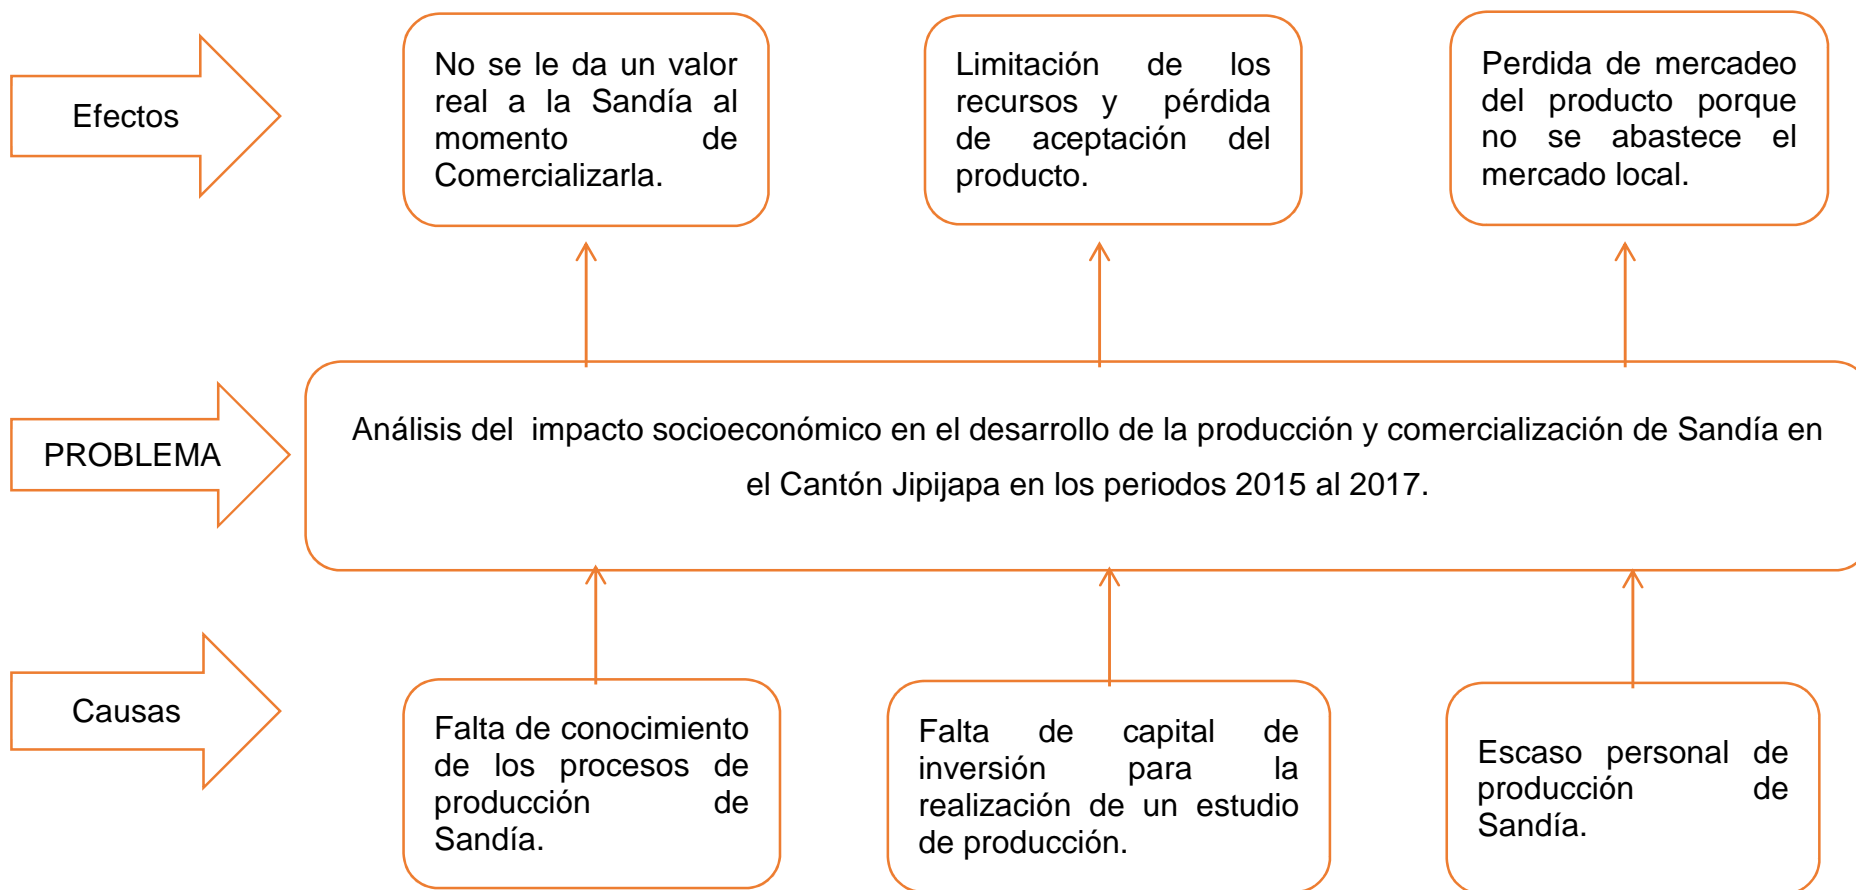 Efectos
No se le da un valor
real a la Sandía al
momento de
Comercializarla.
Limitación de los
recursos y pérdida
de aceptación del
producto.
Perdida de mercadeo
del producto porque
no se abastece el
mercado local.
PROBLEMA
Análisis del impacto socioeconómico en el desarrollo de la producción y comercialización de Sandía en
el Cantón Jipijapa en los periodos 2015 al 2017.
Causas
Falta de conocimiento
de los procesos de
producción de
Sandía.
Falta de capital de
inversión para la
realización de un estudio
de producción.
Escaso personal de
producción de
Sandía.